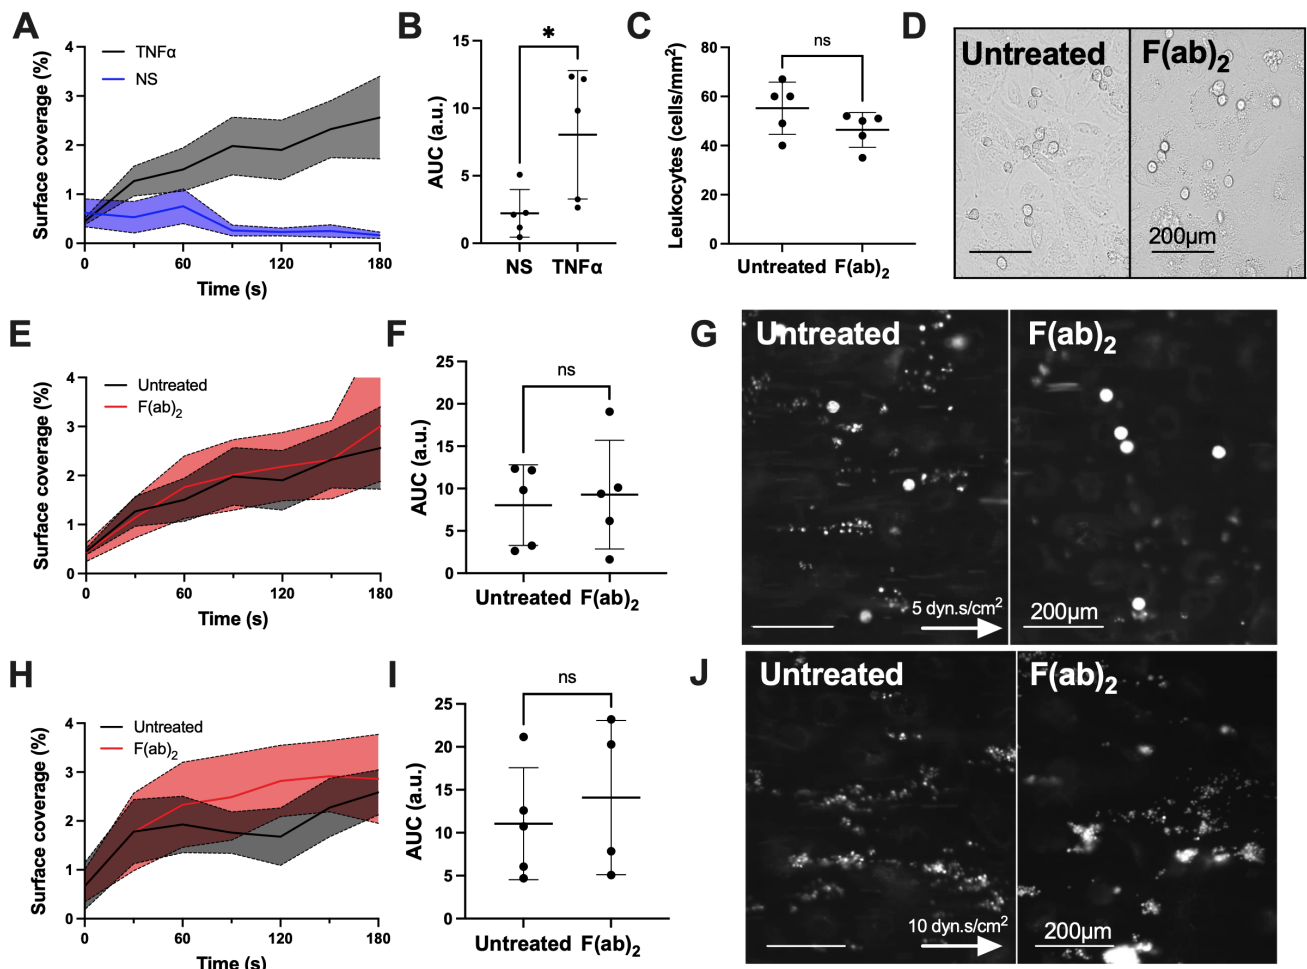 A
Surface coverage (%)
4
3
2
1
0
TNFα
NS
0 60 120 180
Time (s)
B
AUC (a.u.)
15
10
5
0
*
NS TNFα
C
Leukocytes (cells/mm2)
80
60
40
20
0
ns
Untreated F(ab)2
D
Untreated
F(ab)2
200µm
E
Surface coverage (%)
4
3
2
1
0
Untreated
F(ab)2
0 60 120 180
Time (s)
F
AUC (a.u.)
25
20
15
10
5
0
ns
Untreated F(ab)2
G
Untreated
F(ab)2
5 dyn.s/cm2
200µm
H
Surface coverage (%)
4
3
2
1
0
Untreated
F(ab)2
0 60 120 180
Time (s)
I
AUC (a.u.)
25
20
15
10
5
0
ns
Untreated F(ab)2
J
Untreated
F(ab)2
10 dyn.s/cm2
200µm